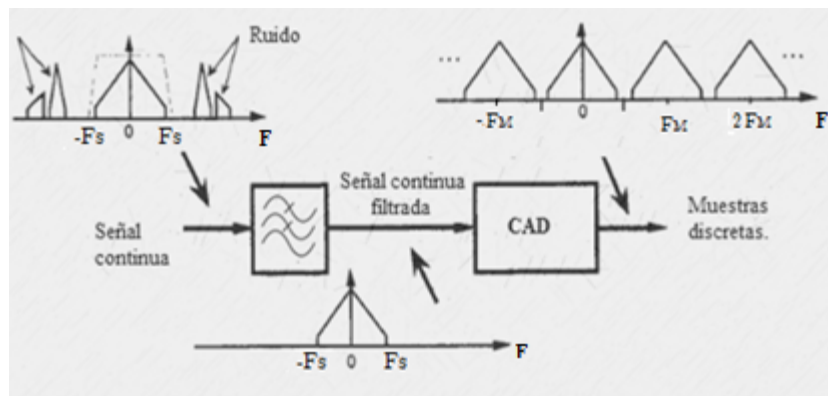 Ruido
-Fs 0 Fs F
... ...
-.FM 0 FM 2FM F
Señal continua
filtrada
CAD
Señal
continua
Muestras
discretas.
-Fs 0 Fs F